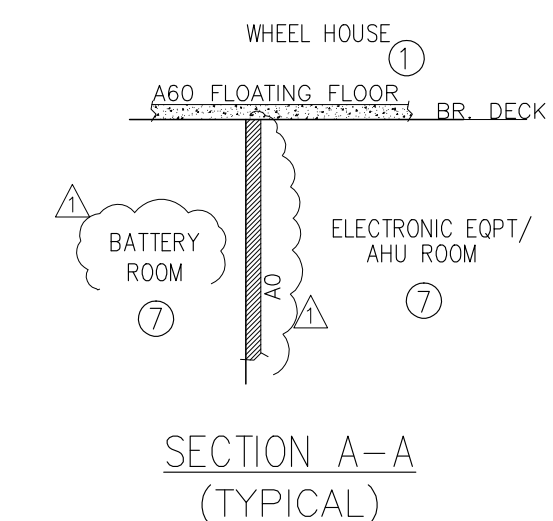 WHEEL HOUSE
1
A60 FLOATING FLOOR
BR. DECK
1
BATTERY
ROOM
7
A0
1
ELECTRONIC EQPT/
AHU ROOM
7
SECTION A-A
(TYPICAL)